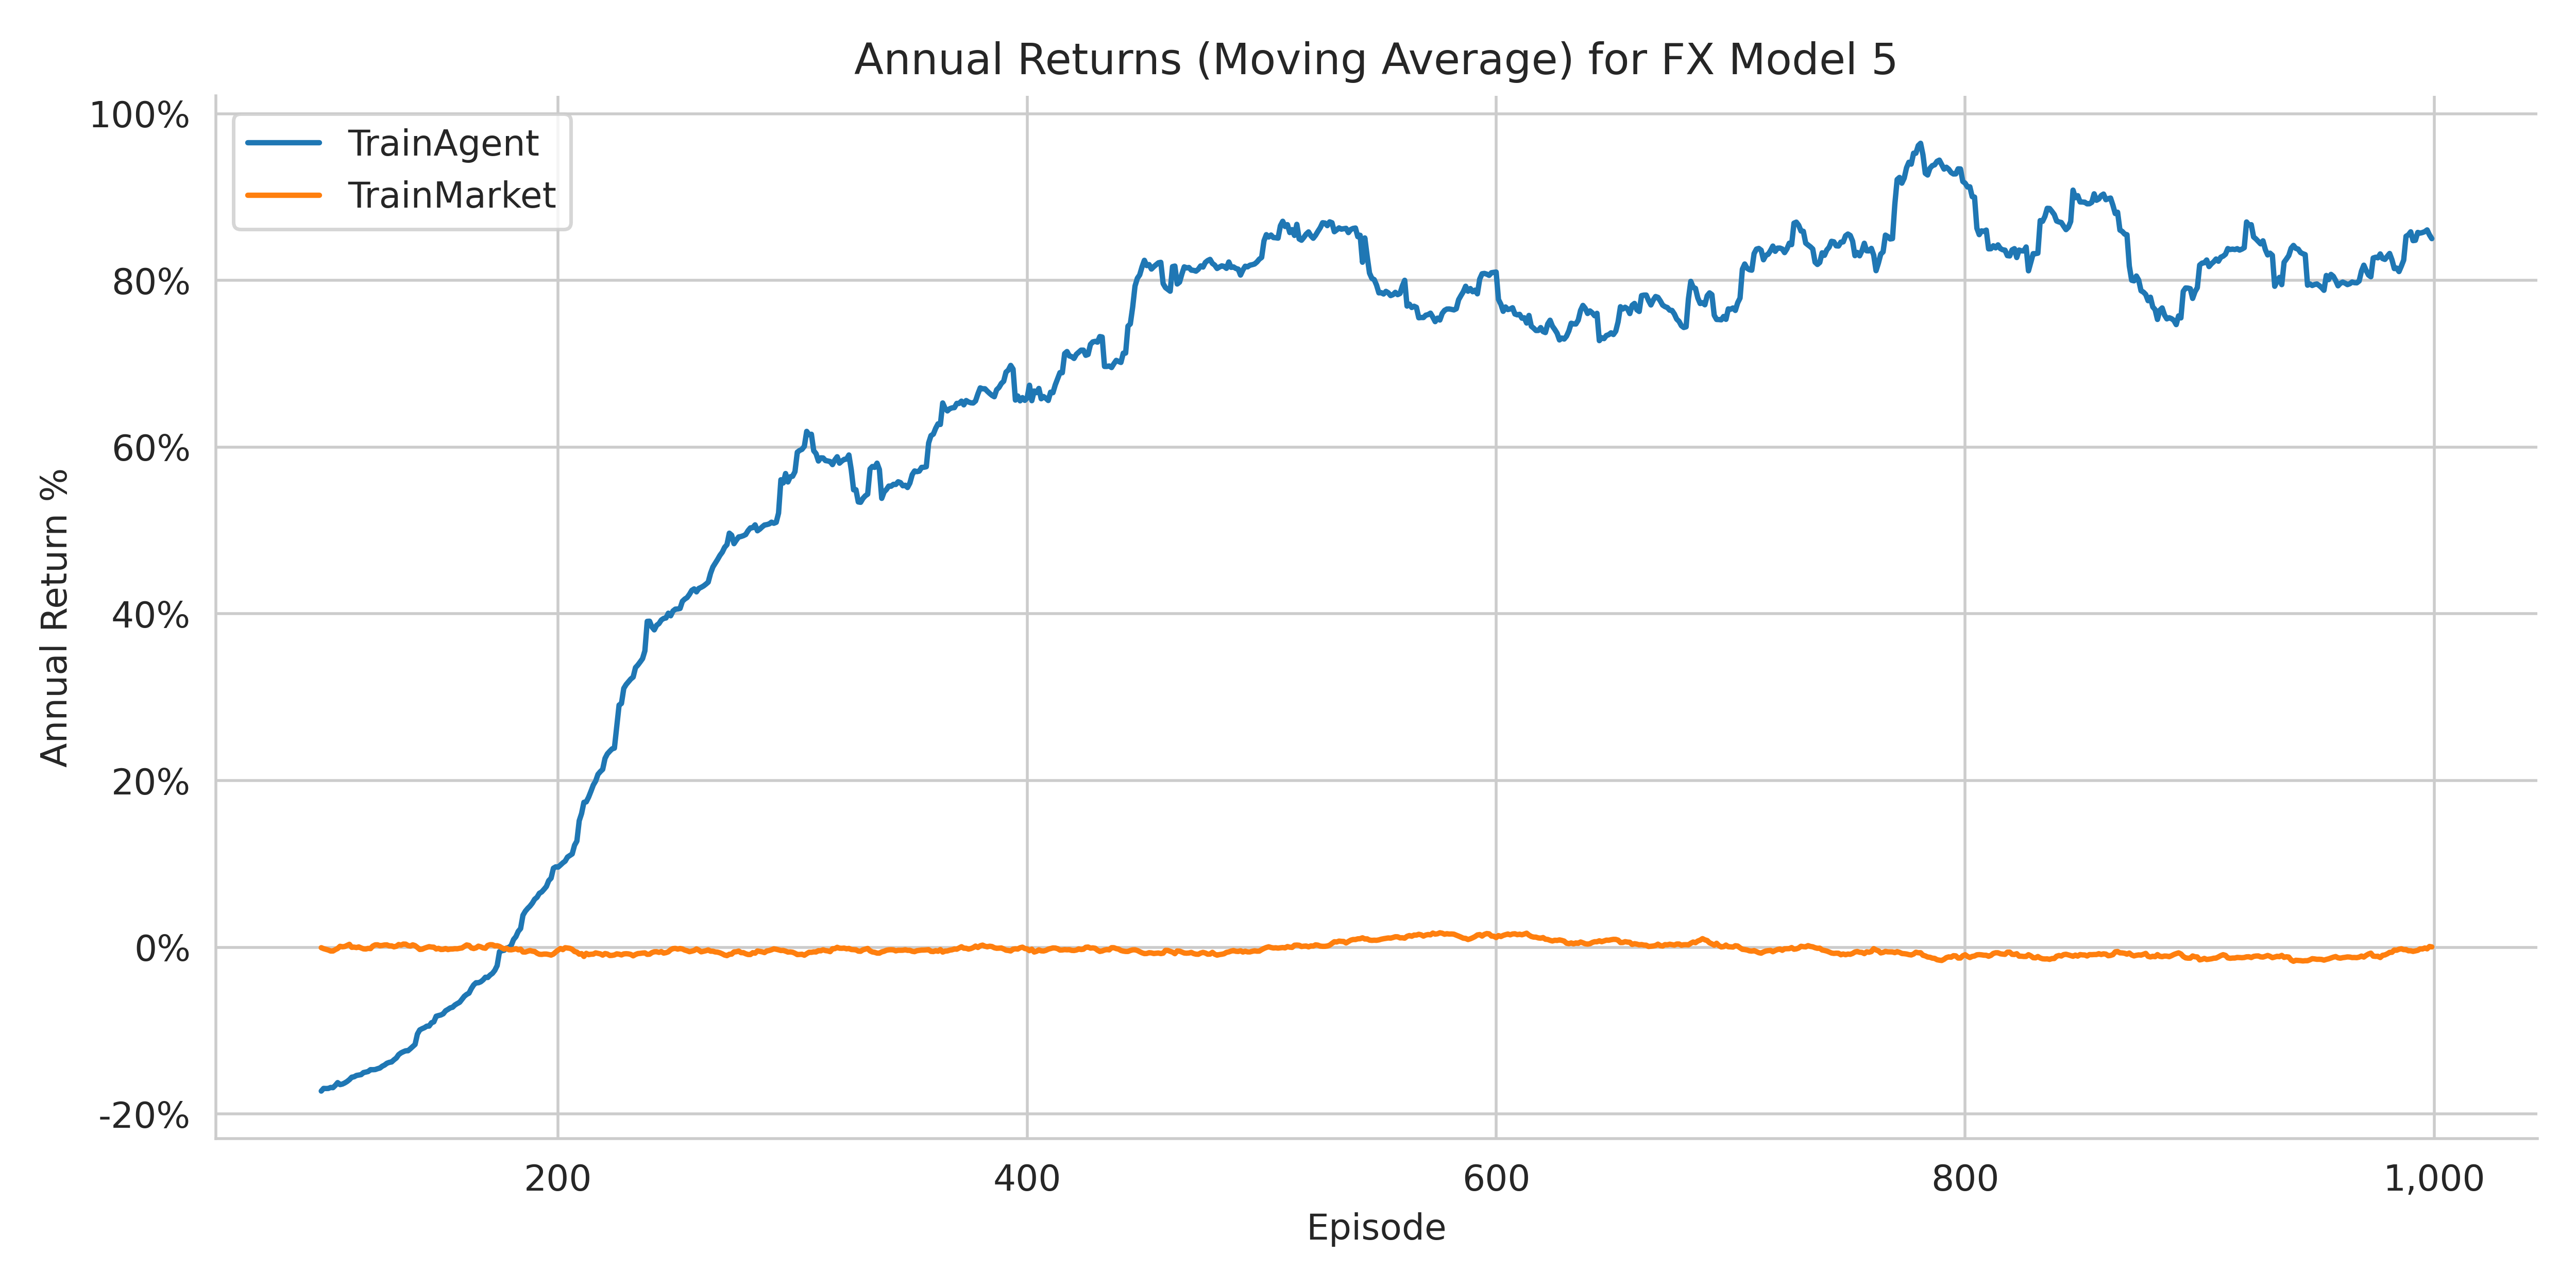 Annual Returns (Moving Average) for FX Model 5
100%
80%
60%
40%
20%
0%
-20%
Annual Return %
TrainAgent
TrainMarket
200 400 600 800 1,000
Episode